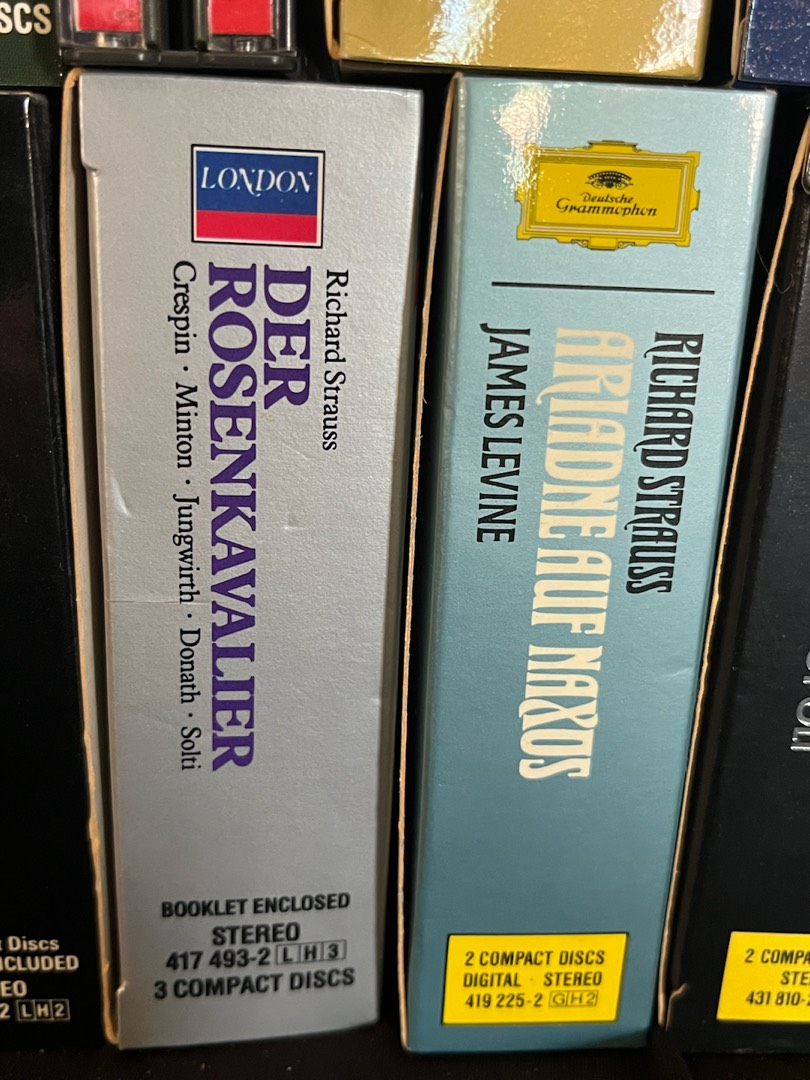 SCS
Discs
NCLUDED
EO
2 LH2
LONDON
Richard Strauss
DER
ROSENKAVALIER
Crespin · Minton · Jungwirth · Donath · Solti
BOOKLET ENCLOSED
STEREO
417 493-2 LH3
3 COMPACT DISCS
Deutsche
Grammophon
RICHARD STRAUSS
ARIADNE AUF NAXOS
JAMES LEVINE
2 COMPACT DISCS
DIGITAL · STEREO
419 225-2 GH2
2 COMPA
STE
431 810-